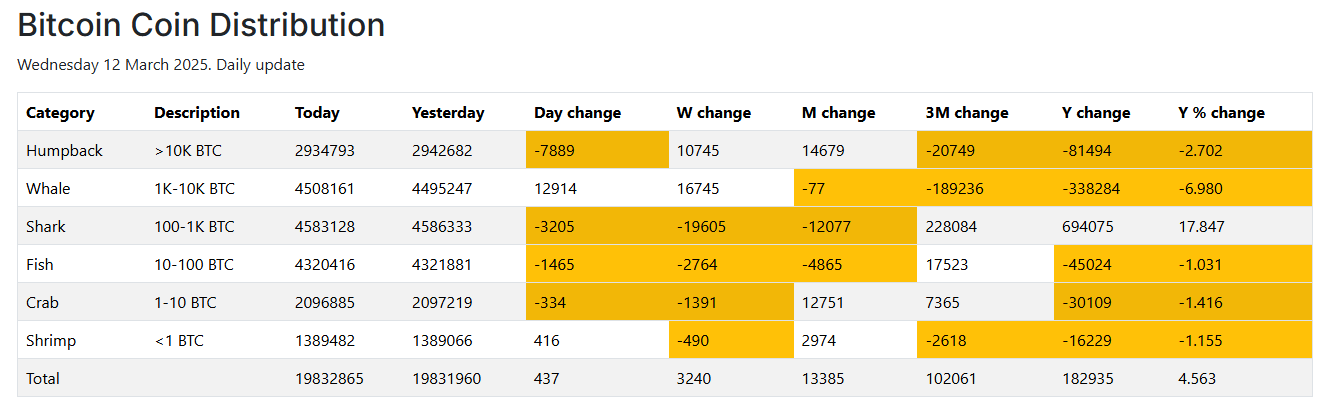 Bitcoin Coin Distribution
Wednesday 12 March 2025. Daily update
Category Description Today Yesterday Day change W change M change 3M change Y change Y % change
Humpback >10K BTC 2934793 2942682 -7889 10745 14679 -20749 -81494 -2.702
Whale 1K-10K BTC 4508161 4495247 12914 16745 -77 -189236 -338284 -6.980
Shark 100-1K BTC 4583128 4586333 -3205 -19605 -12077 228084 694075 17.847
Fish 10-100 BTC 4320416 4321881 -1465 -2764 -4865 17523 -45024 -1.031
Crab 1-10 BTC 2096885 2097219 -334 -1391 12751 7365 -30109 -1.416
Shrimp <1 BTC 1389482 1389066 416 -490 2974 -2618 -16229 -1.155
Total 19832865 19831960 437 3240 13385 102061 182935 4.563